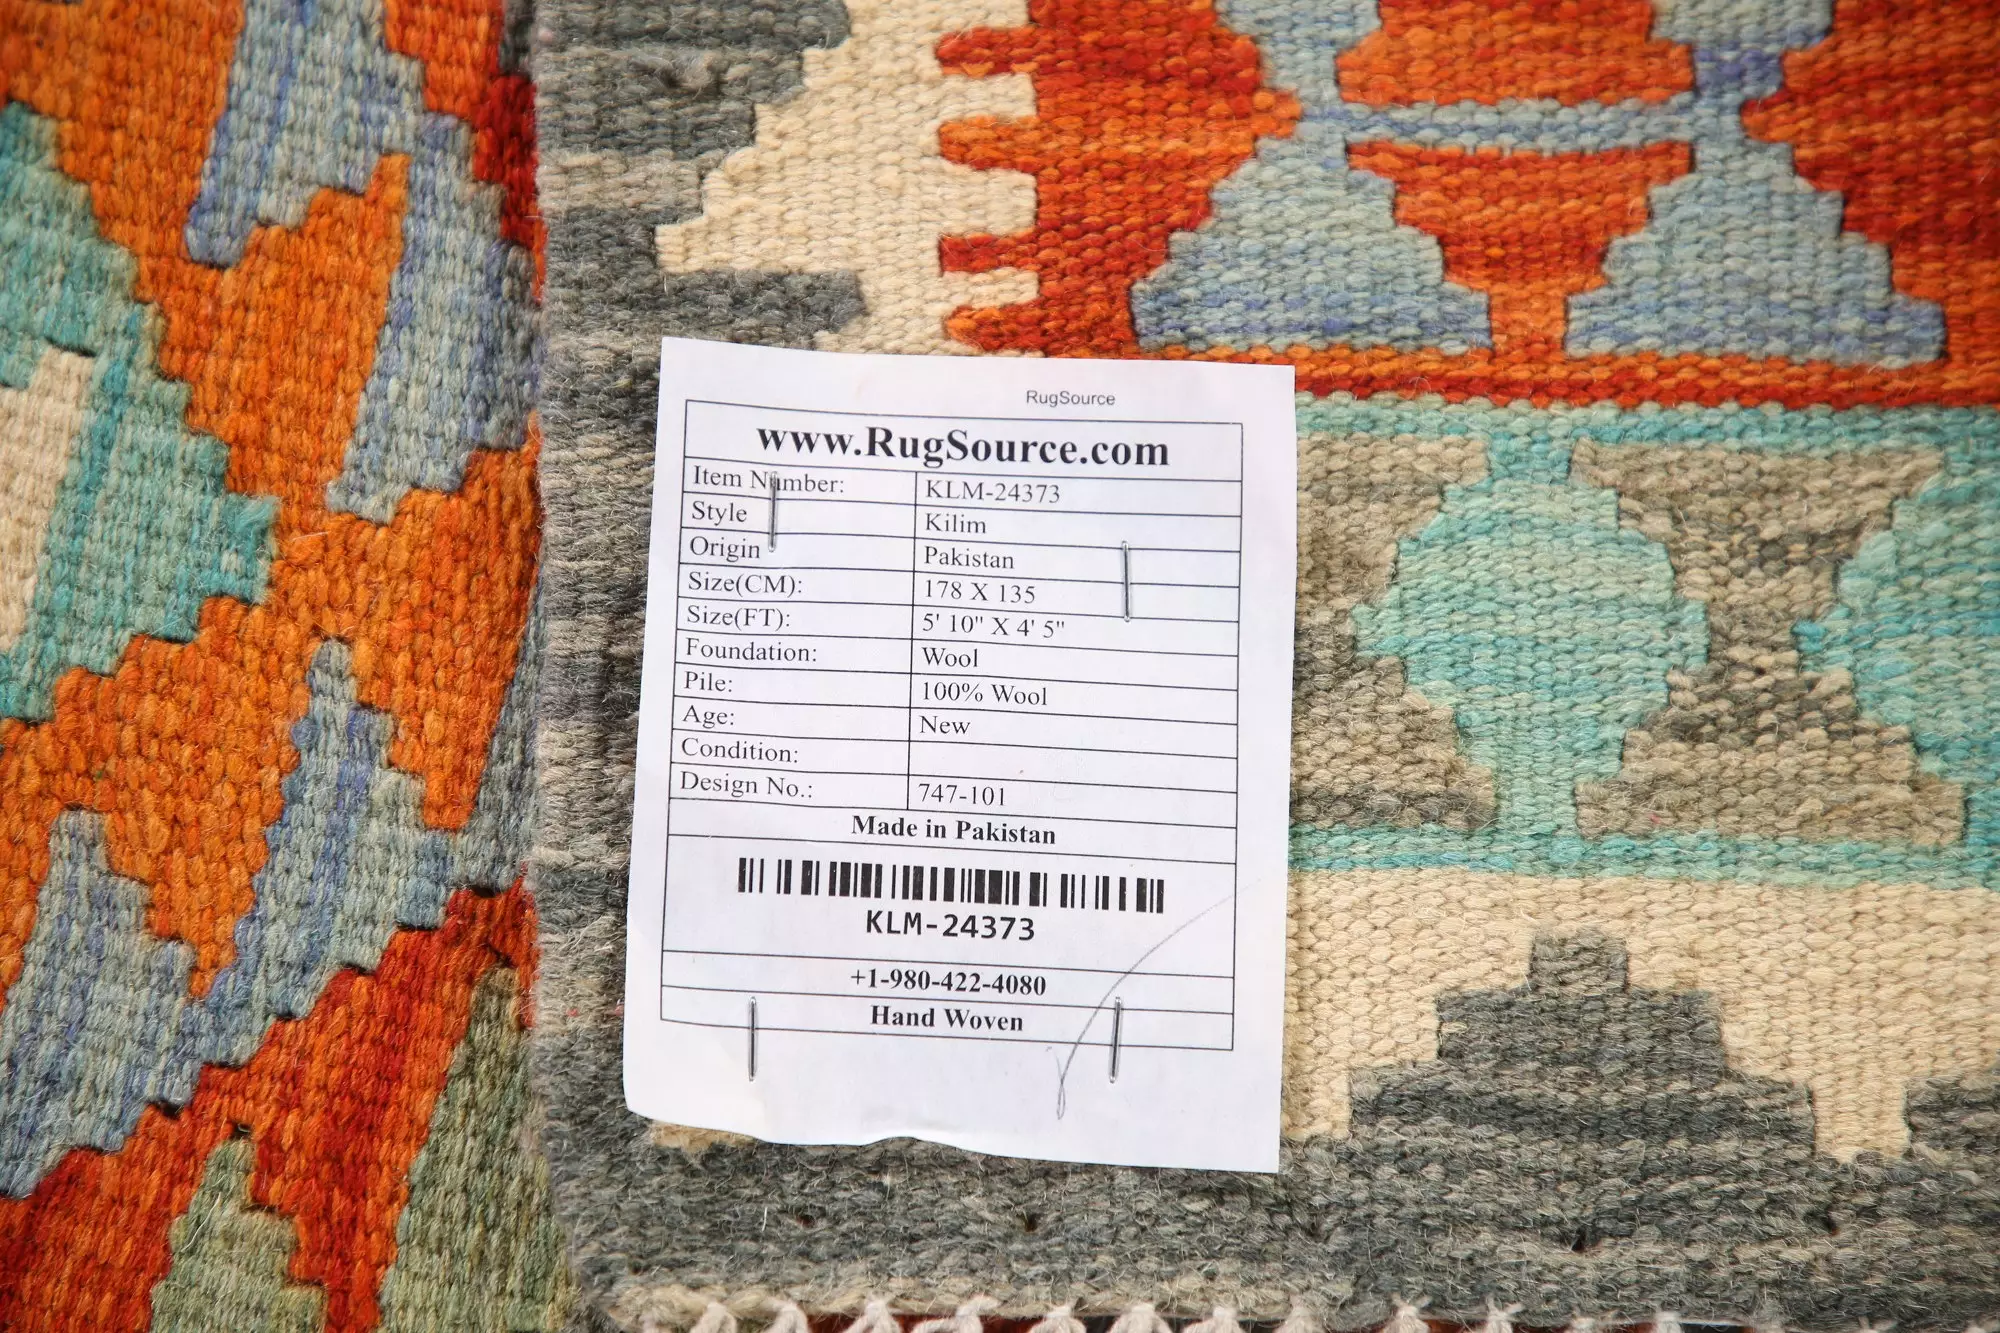 RugSource
www.RugSource.com
Item Number: KLM-24373
Style Kilim
Origin Pakistan
Size(CM): 178 X 135
Size(FT): 5' 10" X 4' 5"
Foundation: Wool
Pile: 100% Wool
Age: New
Condition:
Design No.: 747-101
Made in Pakistan
KLM-24373
+1-980-422-4080
Hand Woven